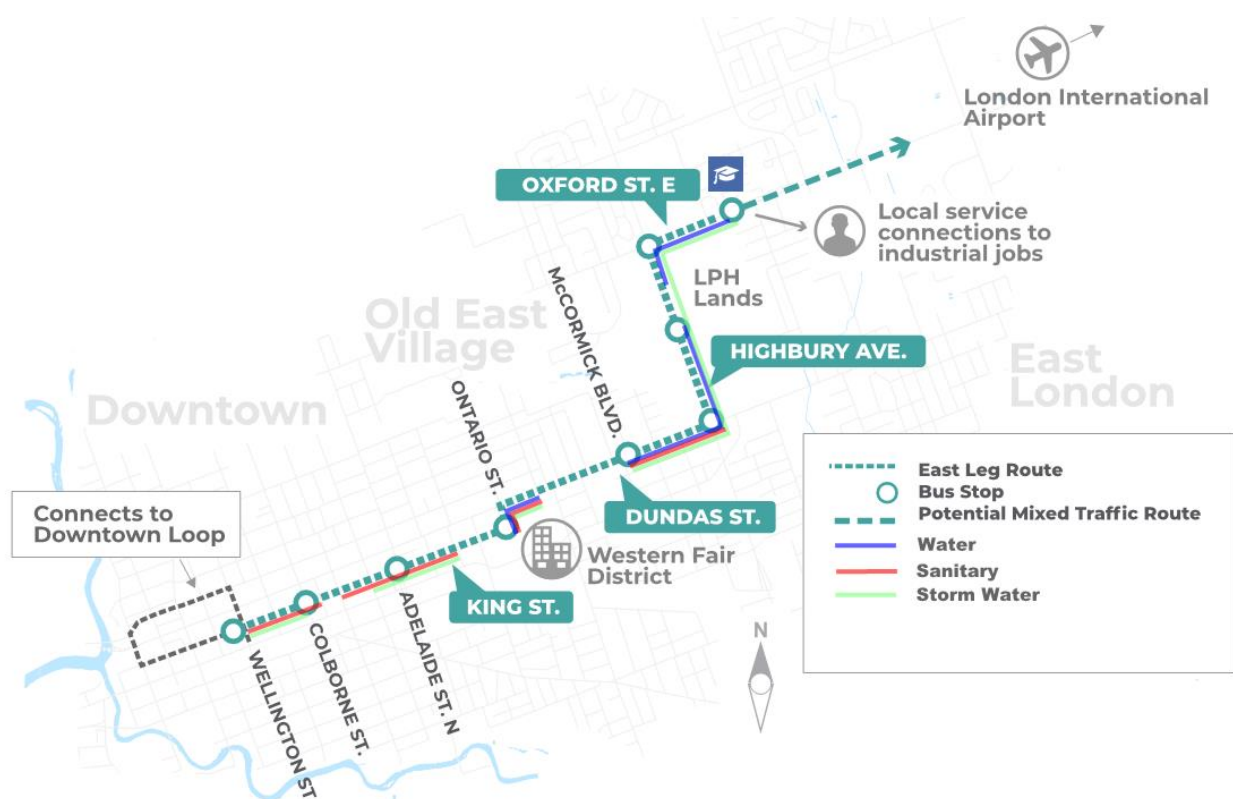 London International
Airport
OXFORD ST. E
Local service
connections to
industrial jobs
LPH
Lands
McCORMICK BLVD.
Old East
Village
HIGHBURY AVE.
East
London
Downtown
ONTARIO ST.
Connects to
Downtown Loop
DUNDAS ST.
Western Fair
District
KING ST.
ADELAIDE ST. N
COLBORNE ST.
WELLINGTON ST
N
East Leg Route
Bus Stop
Potential Mixed Traffic Route
Water
Sanitary
Storm Water